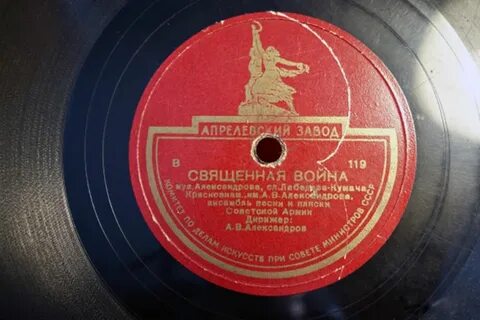 АПРЕЛЕВСКИЙ ЗАВОД
В 119
СВЯЩЕННАЯ ВОЙНА
муз. Александрова, сл. Лебедева-Кумача
Краснознам. им. А.В.Александрова,
ансамбль песни и пляски
Советской Армии
Дирижер:
А.В.Александров
КОМИТЕТ ПО ДЕЛАМ ИСКУССТВ ПРИ СОВЕТЕ МИНИСТРОВ СССР